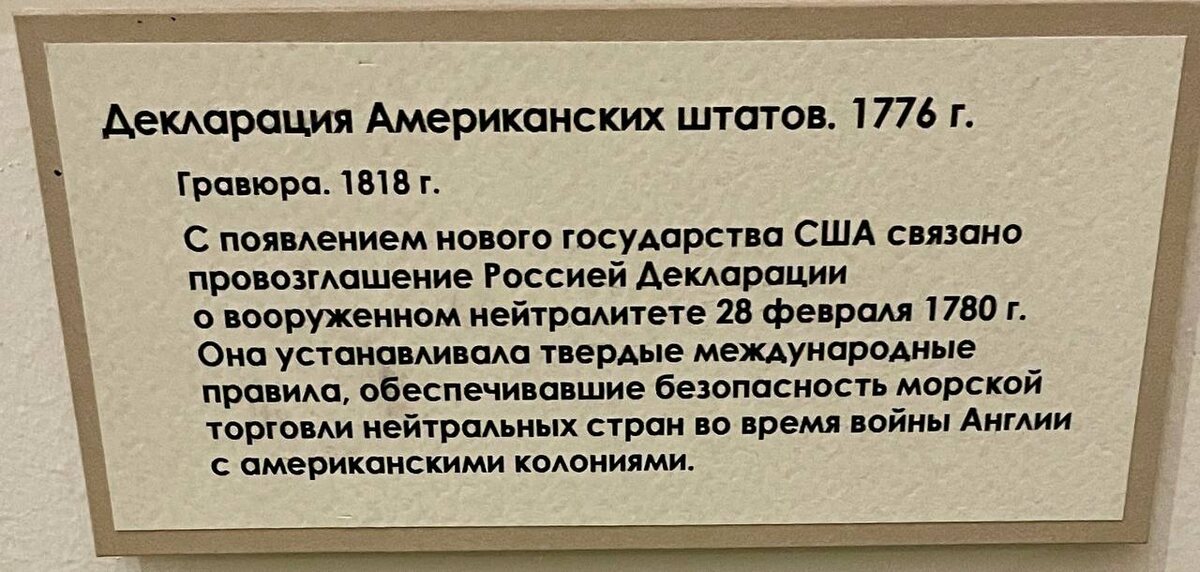 Декларация Американских штатов. 1776 г.
Гравюра. 1818 г.
С появлением нового государства США связано
провозглашение Россией Декларации
о вооруженном нейтралитете 28 февраля 1780 г.
Она устанавливала твердые международные
правила, обеспечивавшие безопасность морской
торговли нейтральных стран во время войны Англии
с американскими колониями.